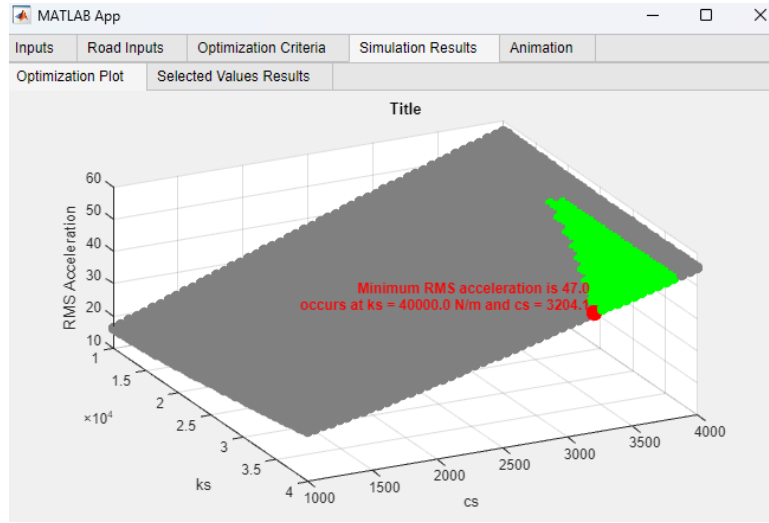 MATLAB App
Inputs
Road Inputs
Optimization Criteria
Simulation Results
Animation
Optimization Plot
Selected Values Results
Title
RMS Acceleration
60
50
40
30
20
10
Minimum RMS acceleration is 47.0
occurs at ks = 40000.0 N/m and cs = 3204.1
1
1.5
2
2.5
3
3.5
4
×10⁴
ks
1000
1500
2000
2500
3000
3500
4000
cs